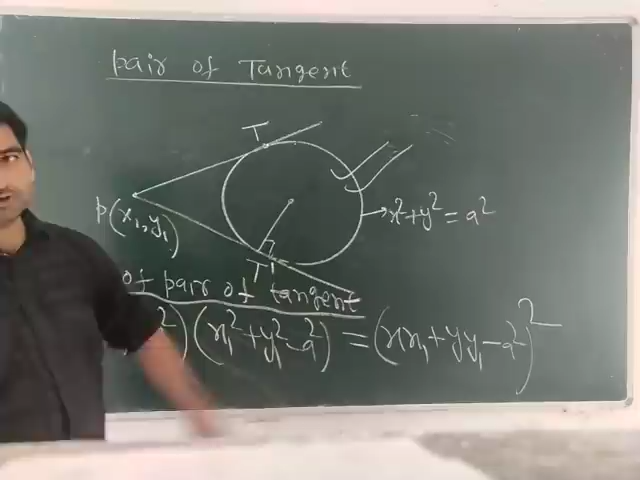 Pair of Tangent
T
P(x₁, y₁)
x²+y² = a²
T'
of pair of tangent
²)(x₁²+y₁²-a²) = (xx₁+yy₁-a²)²